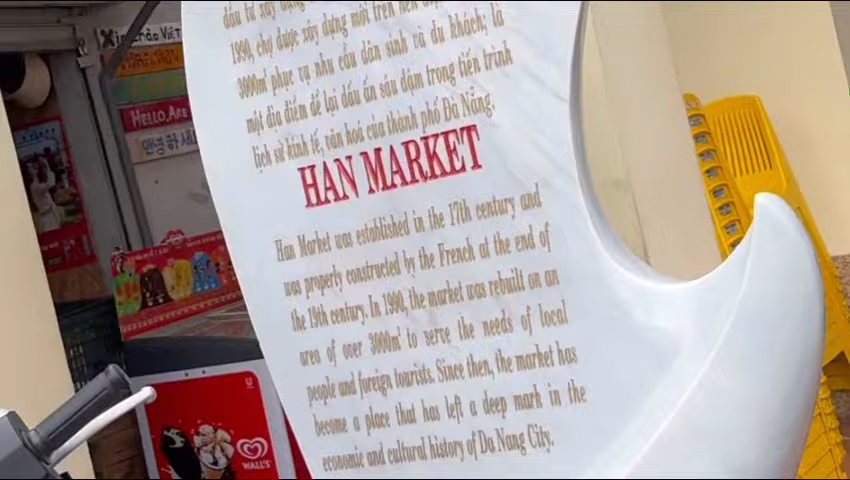 đầu tư xây dựng
1990, chợ được xây dựng mới trên nền diện
3000m² phục vụ nhu cầu dân sinh và du khách; là
một địa điểm để lại dấu ấn sâu đậm trong tiến trình
lịch sử kinh tế, văn hoá của thành phố Đà Nẵng.
HAN MARKET
Han Market was established in the 17th century and
was properly constructed by the French at the end of
the 19th century. In 1990, the market was rebuilt on an
area of over 3000m² to serve the needs of local
people and foreign tourists. Since then, the market has
become a place that has left a deep mark in the
economic and cultural history of Da Nang City.
HELLO, ARE
안녕하세
WALL'S